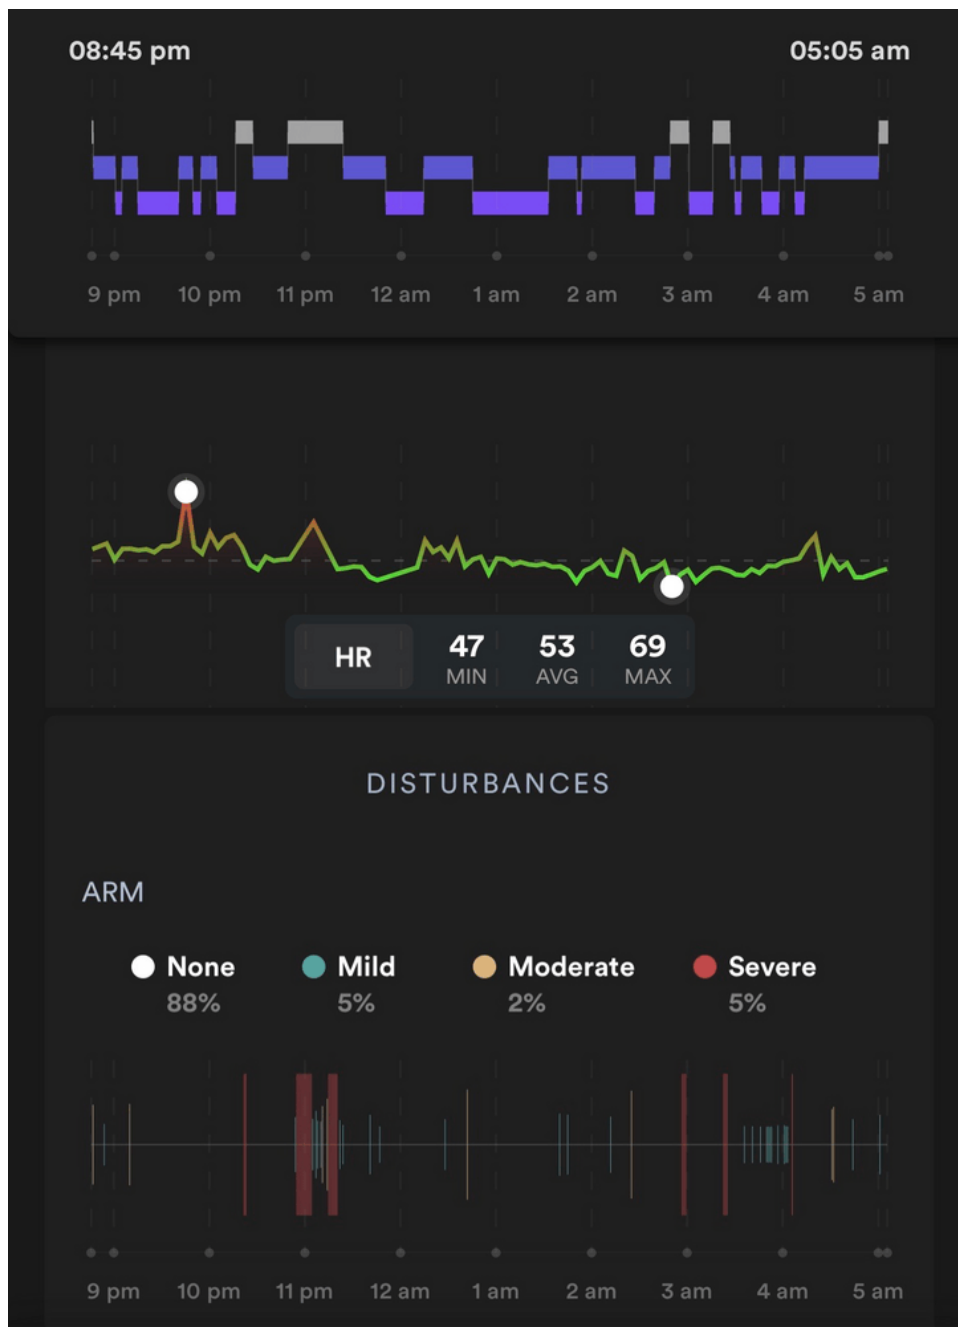 08:45 pm 05:05 am
9 pm 10 pm 11 pm 12 am 1 am 2 am 3 am 4 am 5 am
HR
47 53 69
MIN AVG MAX
DISTURBANCES
ARM
None Mild Moderate Severe
88% 5% 2% 5%
9 pm 10 pm 11 pm 12 am 1 am 2 am 3 am 4 am 5 am